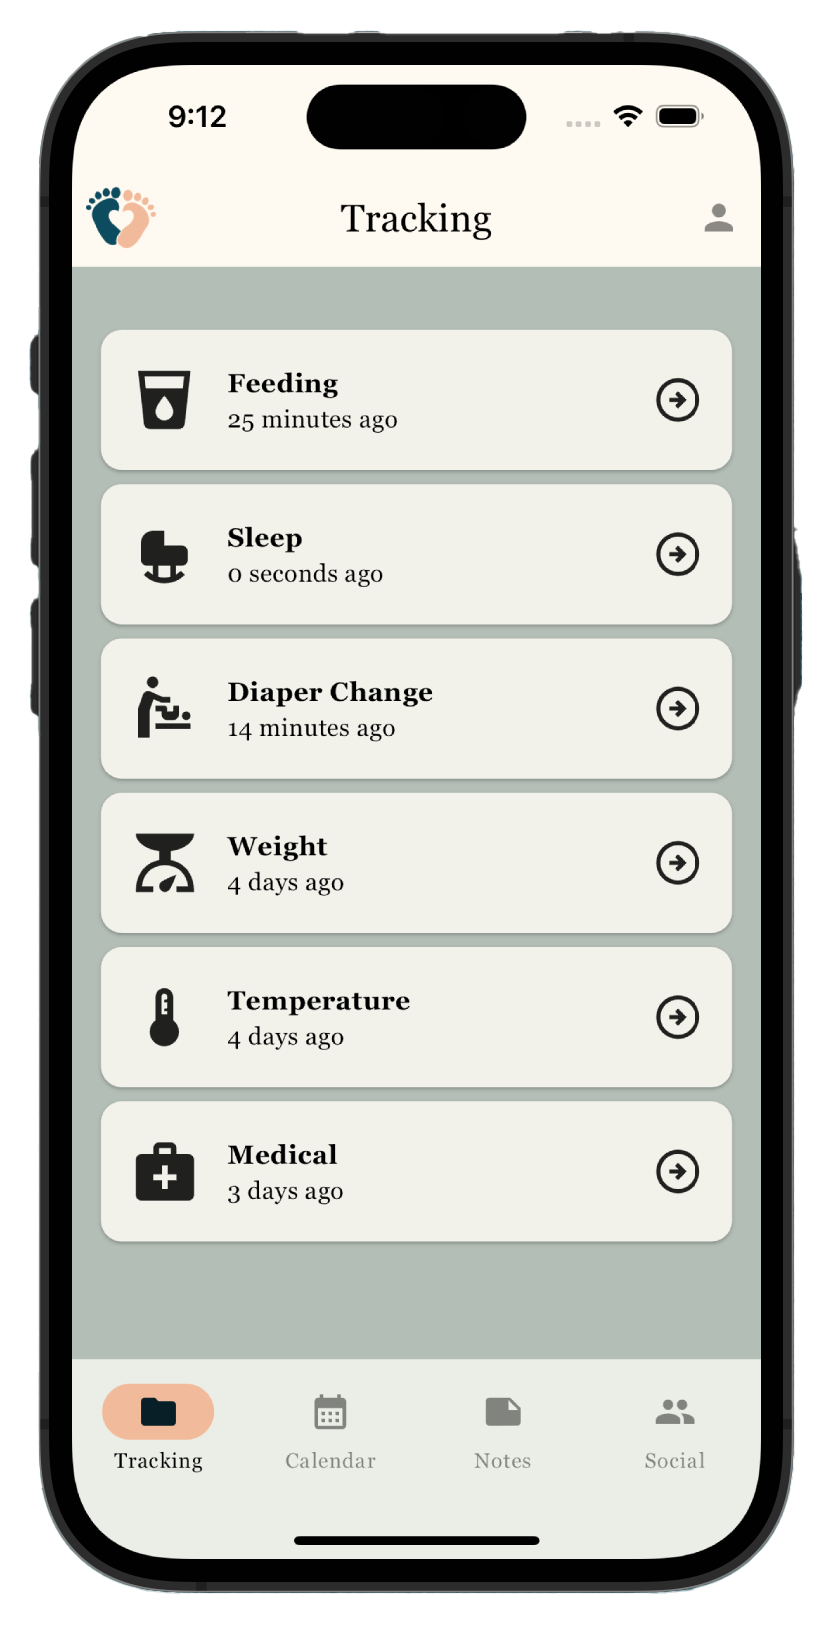 9:12
Tracking
Feeding
25 minutes ago
Sleep
0 seconds ago
Diaper Change
14 minutes ago
Weight
4 days ago
Temperature
4 days ago
Medical
3 days ago
Tracking
Calendar
Notes
Social